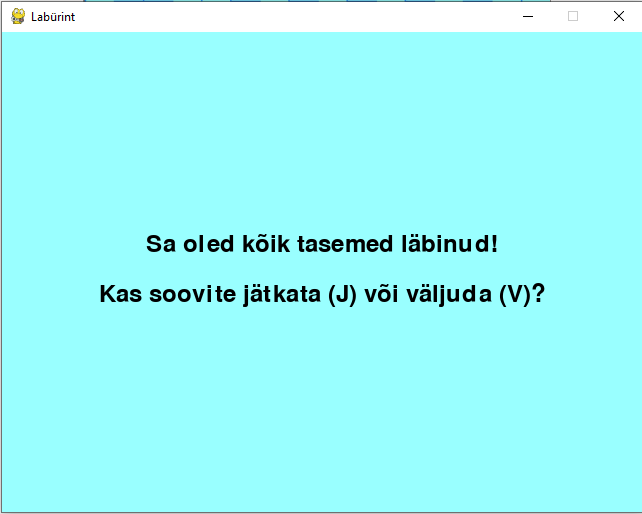 Labürint
Sa oled kõik tasemed läbinud!
Kas soovite jätkata (J) või väljuda (V)?